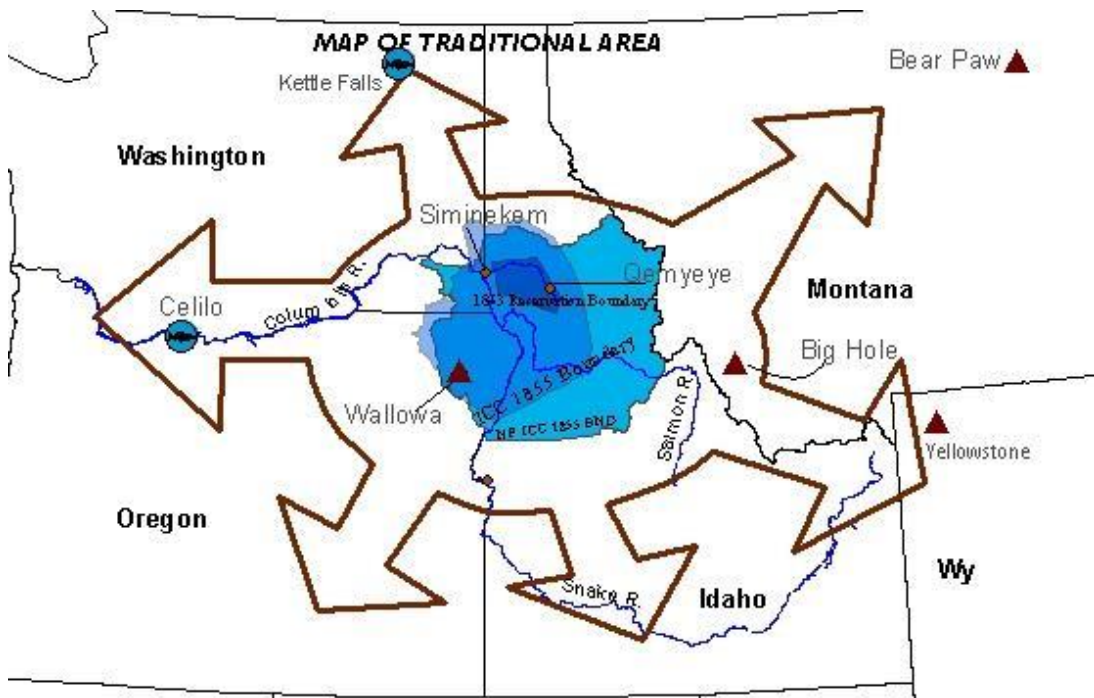 MAP OF TRADITIONAL AREA
Bear Paw
Kettle Falls
Washington
Siminekem
Qemyeye
Columbia R.
1863 Reservation Boundary
Montana
Celilo
Big Hole
ICC 1855 Boundary
Wallowa
Salmon R.
NP ICC 1855 BND
Yellowstone
Oregon
Wy
Snake R.
Idaho